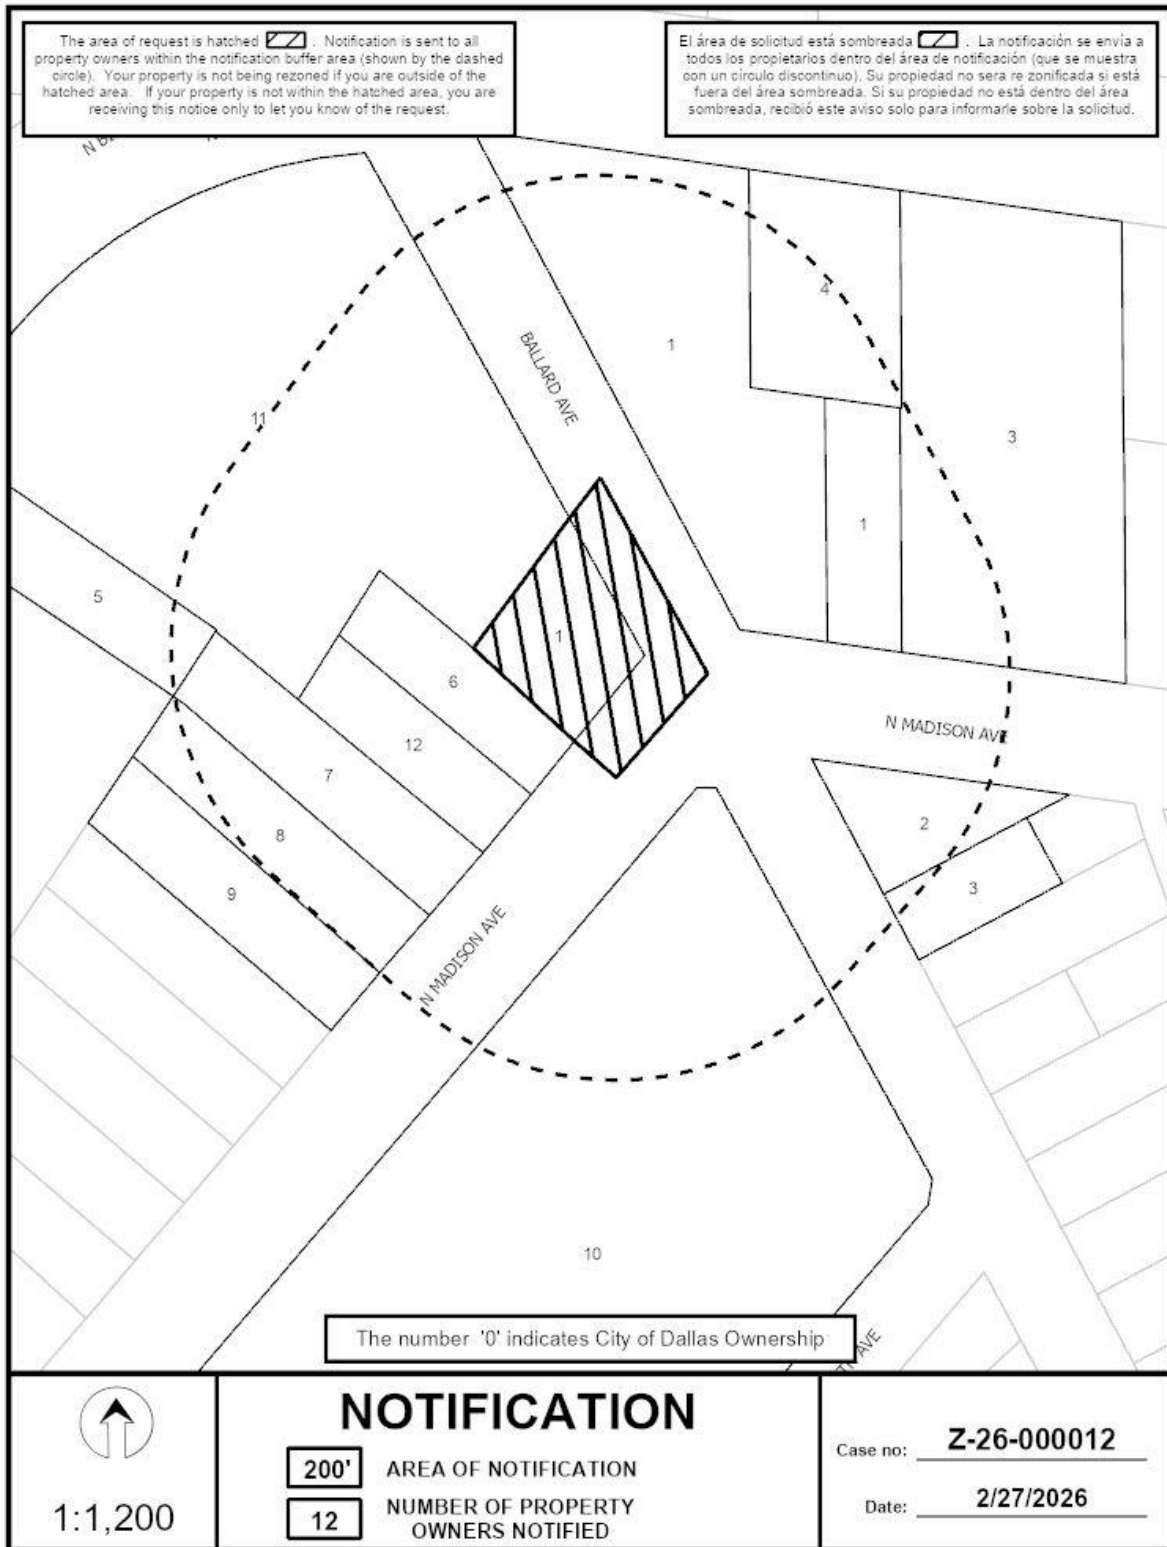 The area of request is hatched . Notification is sent to all
property owners within the notification buffer area (shown by the dashed
circle). Your property is not being rezoned if you are outside of the
hatched area. If your property is not within the hatched area, you are
receiving this notice only to let you know of the request.
El área de solicitud está sombreada . La notificación se envía a
todos los propietarios dentro del área de notificación (que se muestra
con un círculo discontinuo). Su propiedad no sera re zonificada si está
fuera del área sombreada. Si su propiedad no está dentro del área
sombreada, recibió este aviso solo para informarle sobre la solicitud.
4
BALLARD AVE
1
11
3
1
5
1
6
N MADISON AVE
12
7
2
8
3
9
N MADISON AVE
10
The number '0' indicates City of Dallas Ownership
AVE
1:1,200
NOTIFICATION
200' AREA OF NOTIFICATION
12 NUMBER OF PROPERTY
OWNERS NOTIFIED
Case no: Z-26-000012
Date: 2/27/2026